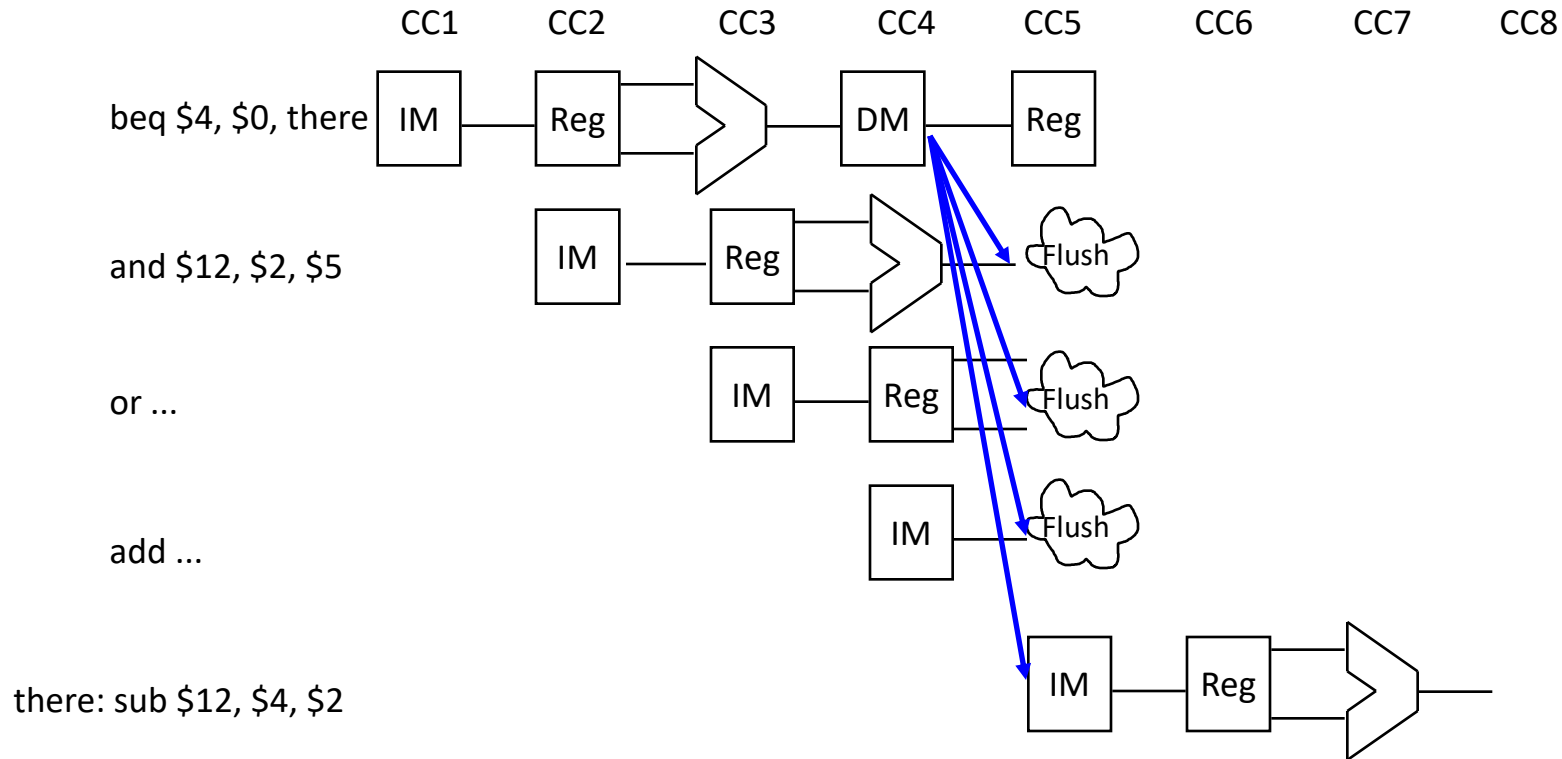 CC1 CC2 CC3 CC4 CC5 CC6 CC7 CC8
beq $4, $0, there IM Reg DM Reg
and $12, $2, $5 IM Reg Flush
or ... IM Reg Flush
add ... IM Flush
there: sub $12, $4, $2 IM Reg